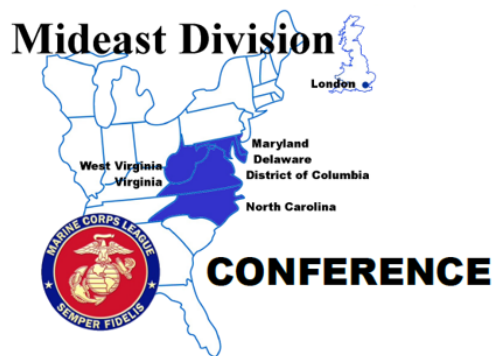 Mideast Division
London
Maryland
Delaware
West Virginia
District of Columbia
Virginia
North Carolina
MARINE CORPS LEAGUE
SEMPER FIDELIS
CONFERENCE